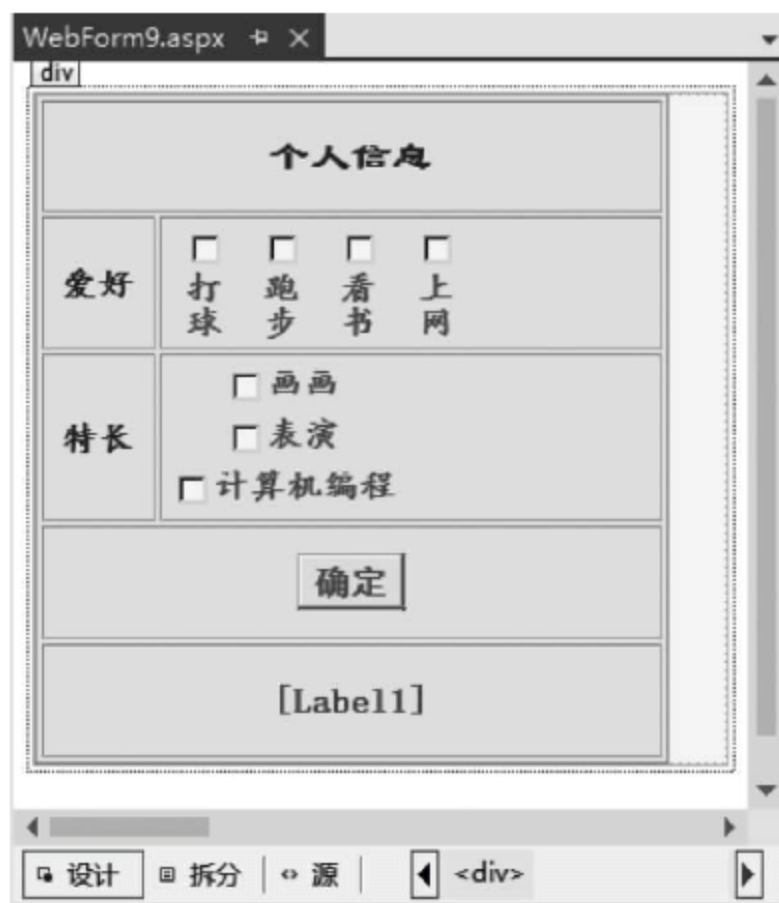 WebForm9.aspx
div
个人信息
爱好
打球
跑步
看书
上网
特长
画画
表演
计算机编程
确定
[Label1]
设计
拆分
源
<div>